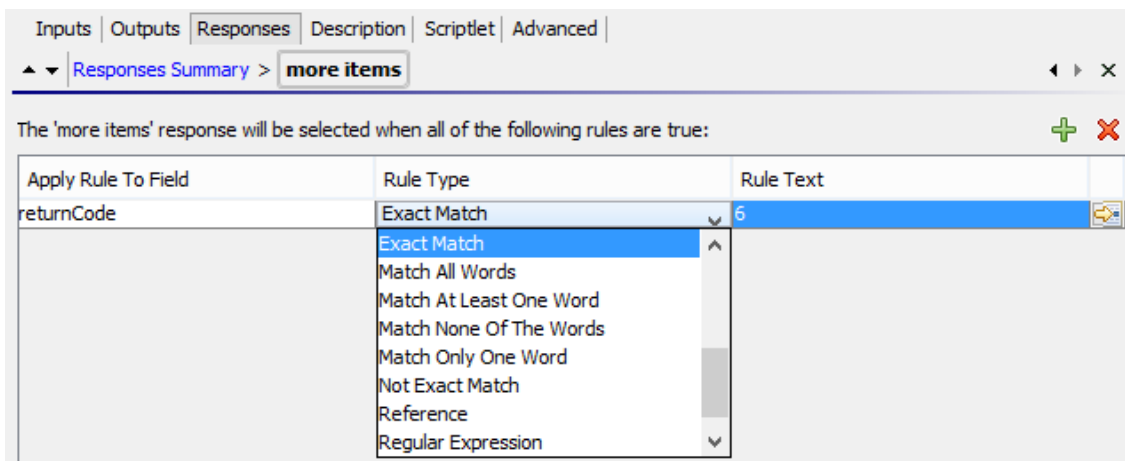 Inputs | Outputs | Responses | Description | Scriptlet | Advanced |
Responses Summary > more items
The 'more items' response will be selected when all of the following rules are true:
Apply Rule To Field Rule Type Rule Text
returnCode Exact Match 6
Exact Match
Match All Words
Match At Least One Word
Match None Of The Words
Match Only One Word
Not Exact Match
Reference
Regular Expression